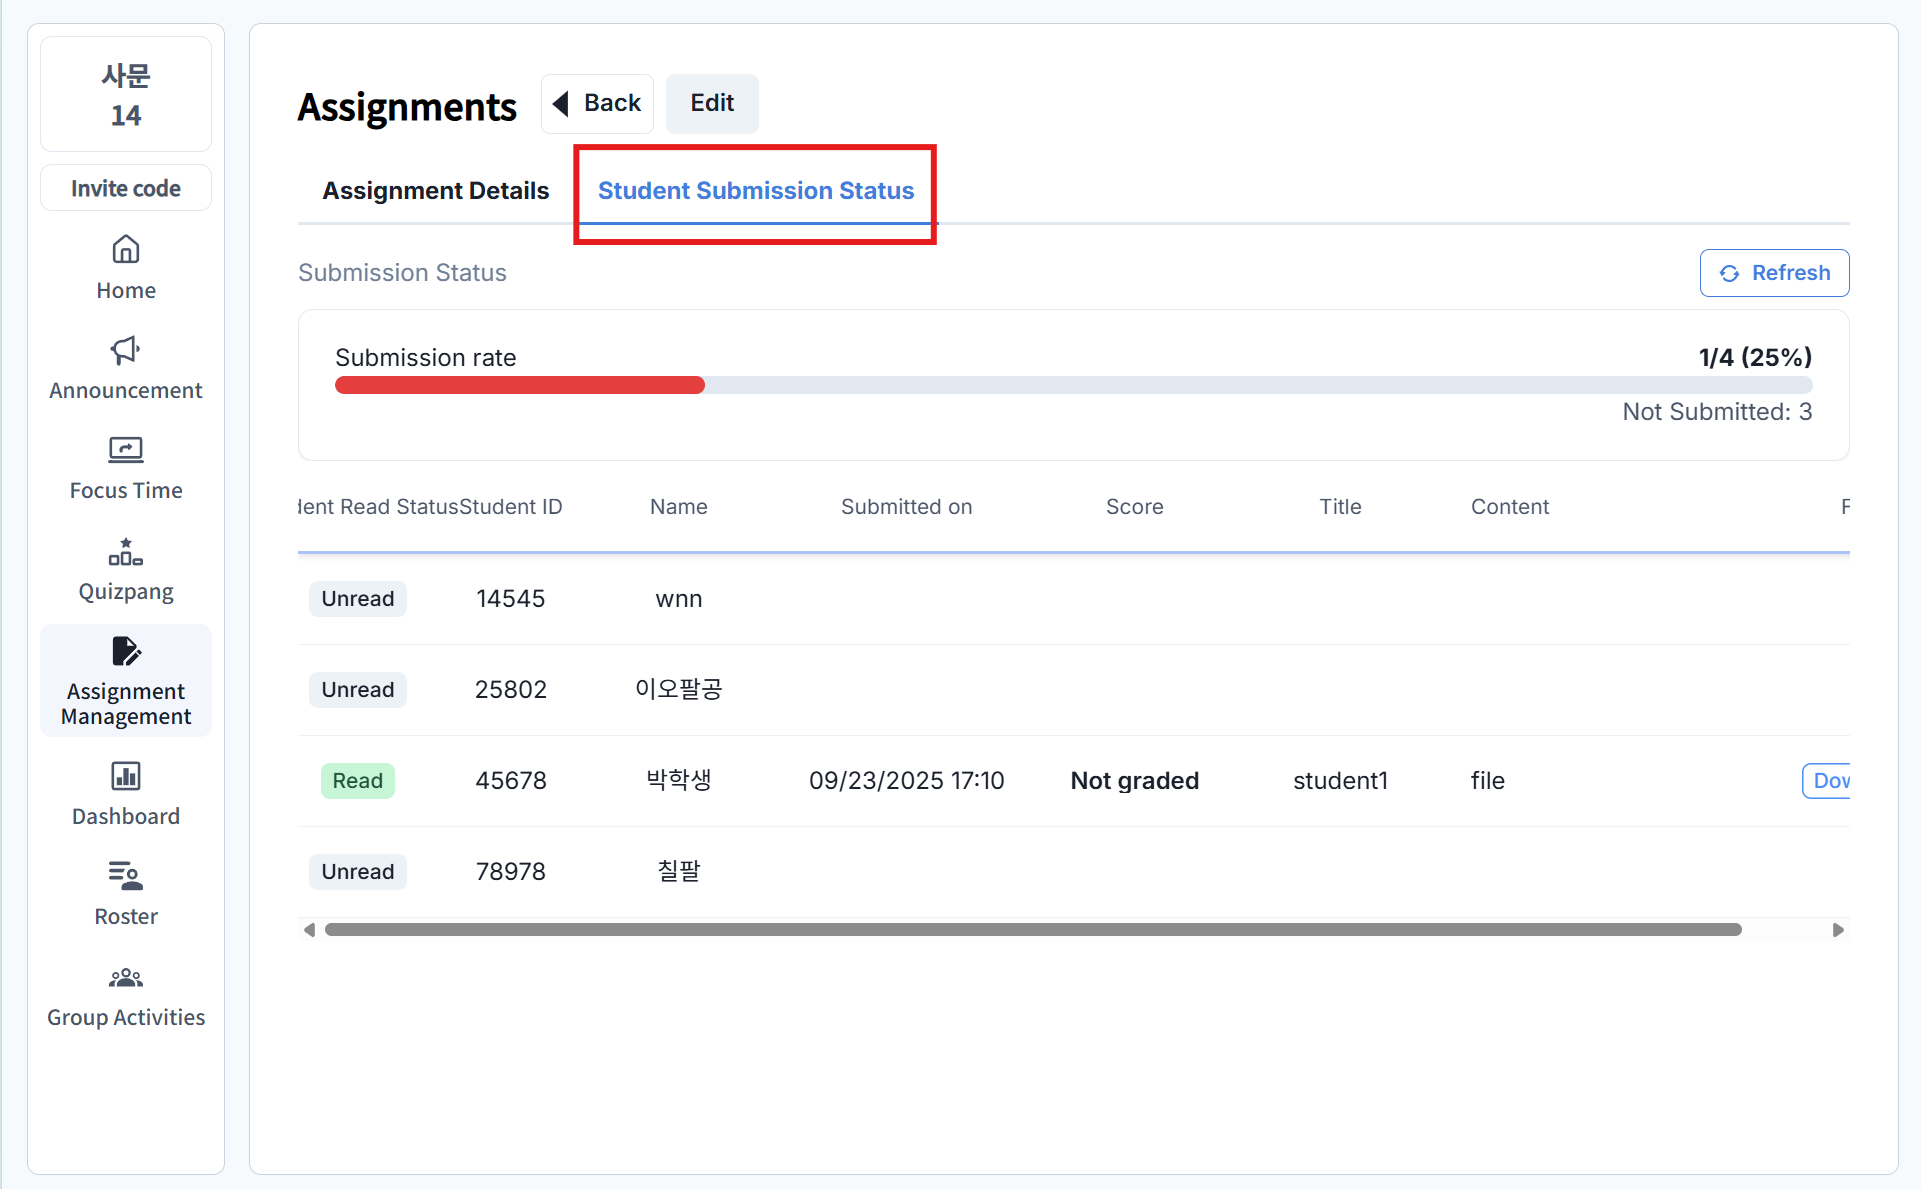 사문
14
Invite code
Home
Announcement
Focus Time
Quizpang
Assignment
Management
Dashboard
Roster
Group Activities
Assignments
Back
Edit
Assignment Details
Student Submission Status
Submission Status
Refresh
Submission rate
1/4 (25%)
Not Submitted: 3
dent Read Status Student ID Name Submitted on Score Title Content F
Unread 14545 wnn
Unread 25802 이오팔공
Read 45678 박학생 09/23/2025 17:10 Not graded student1 file Dow
Unread 78978 칠팔